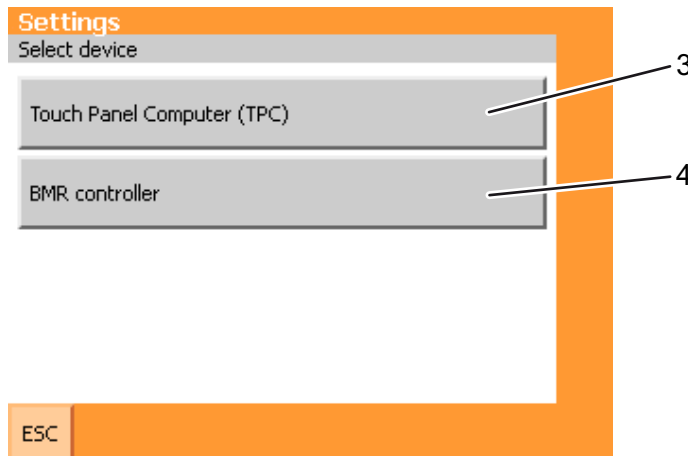 Settings
Select device
Touch Panel Computer (TPC)
3
BMR controller
4
ESC